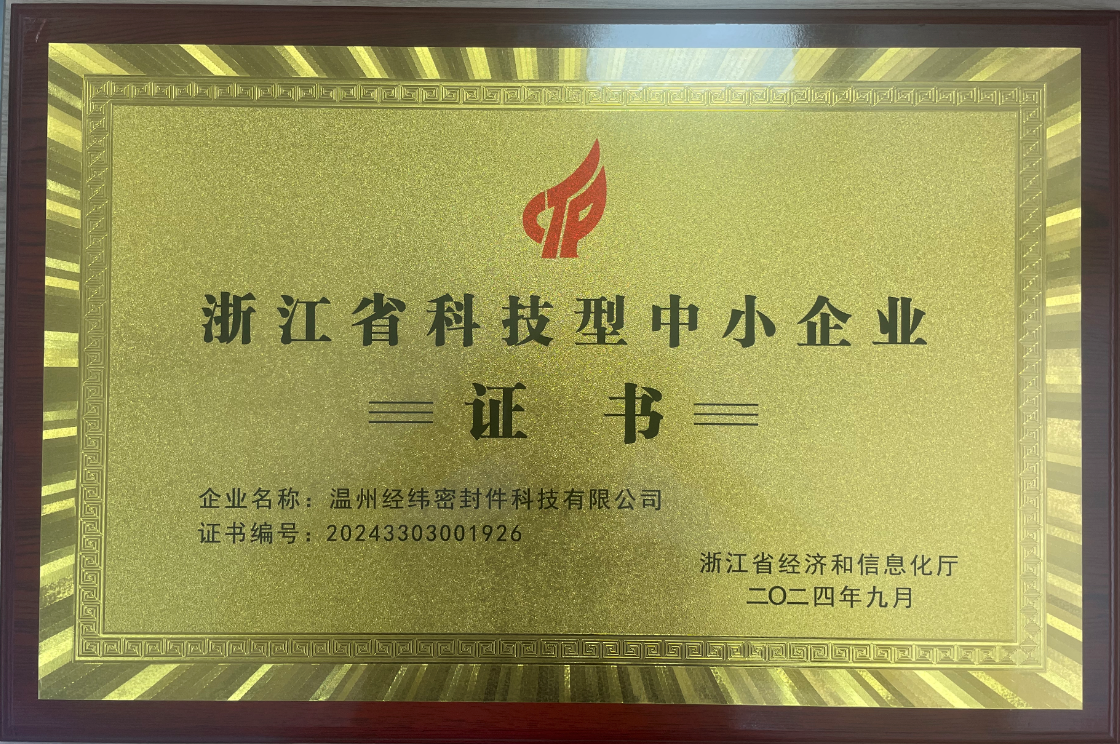 CTP
浙江省科技型中小企业
证书
企业名称：温州经纬密封件科技有限公司
证书编号：20243303001926
浙江省经济和信息化厅
二〇二四年九月